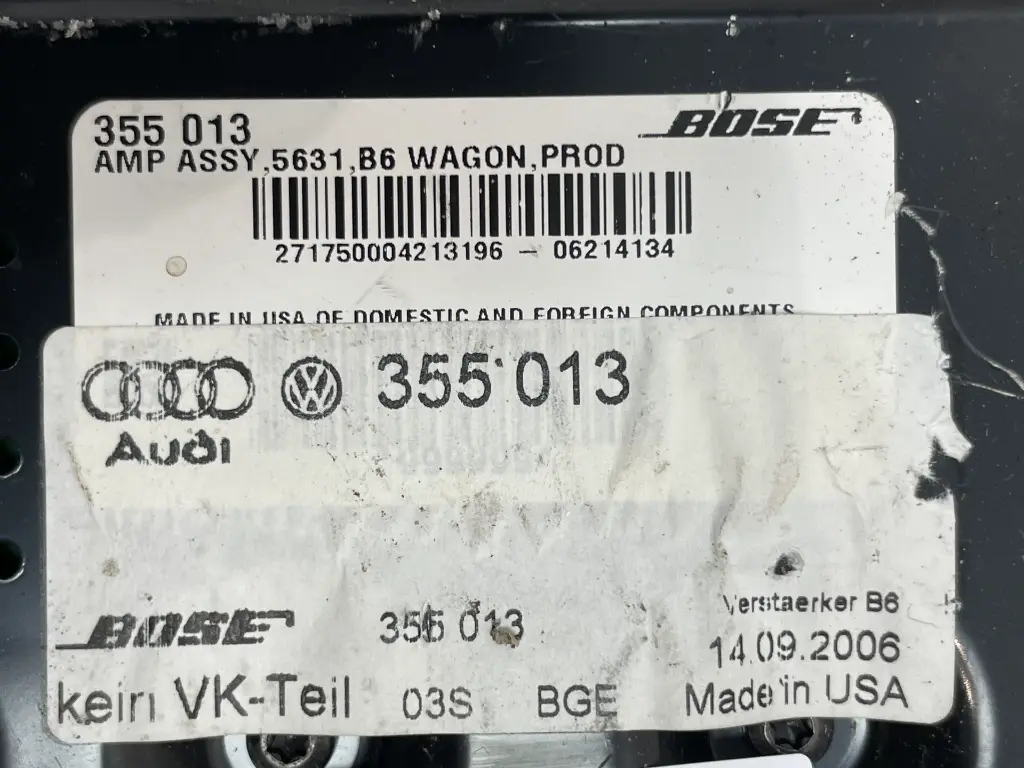 355 013
BOSE
AMP ASSY,5631,B6 WAGON,PROD
271750004213196 – 06214134
MADE IN USA OF DOMESTIC AND FOREIGN COMPONENTS
Audi
355 013
BOSE
355 013
Verstaerker B6
14.09.2006
kein VK-Teil
03S
BGE
Made in USA